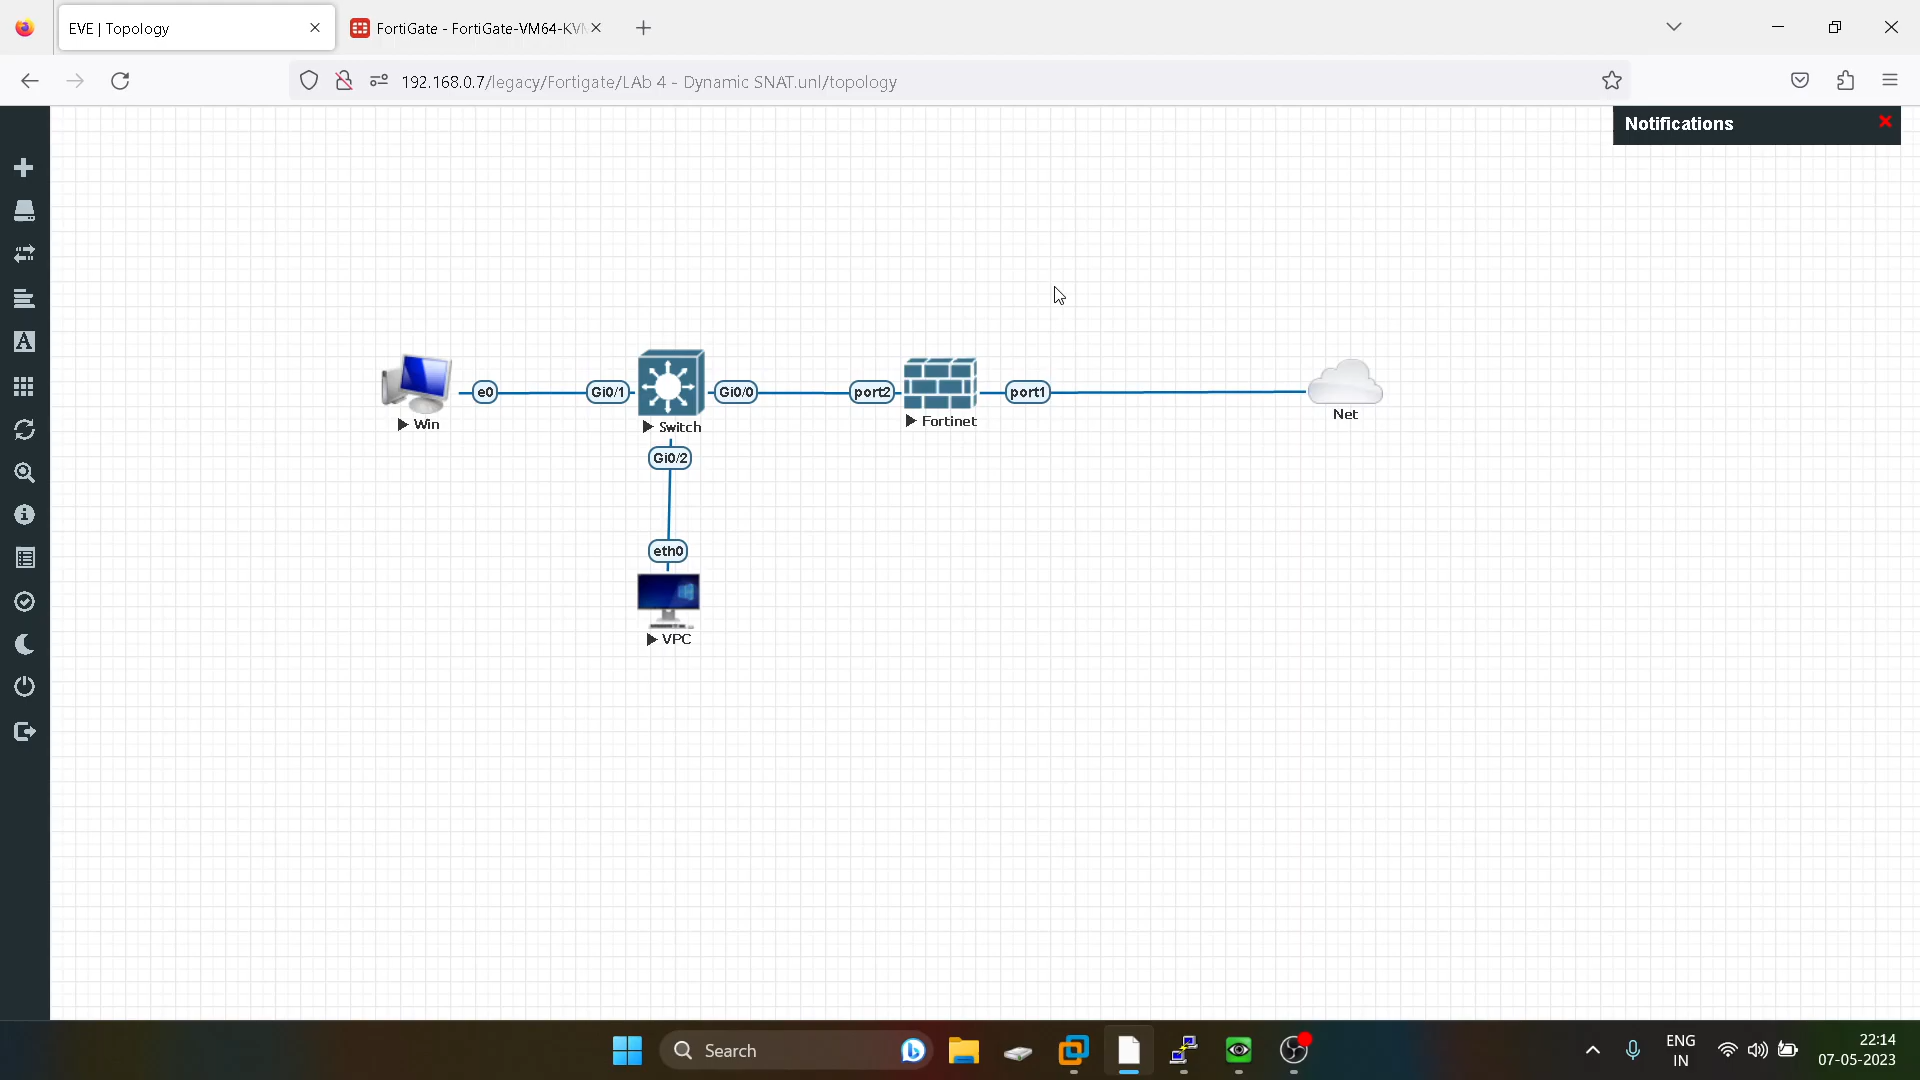 EVE | Topology
FortiGate - FortiGate-VM64-KVM
192.168.0.7/legacy/Fortigate/LAb 4 - Dynamic SNAT.unl/topology
Notifications
e0
Gi0/1
Gi0/0
port2
port1
Win
Switch
Fortinet
Net
Gi0/2
eth0
VPC
Search
ENG
IN
22:14
07-05-2023